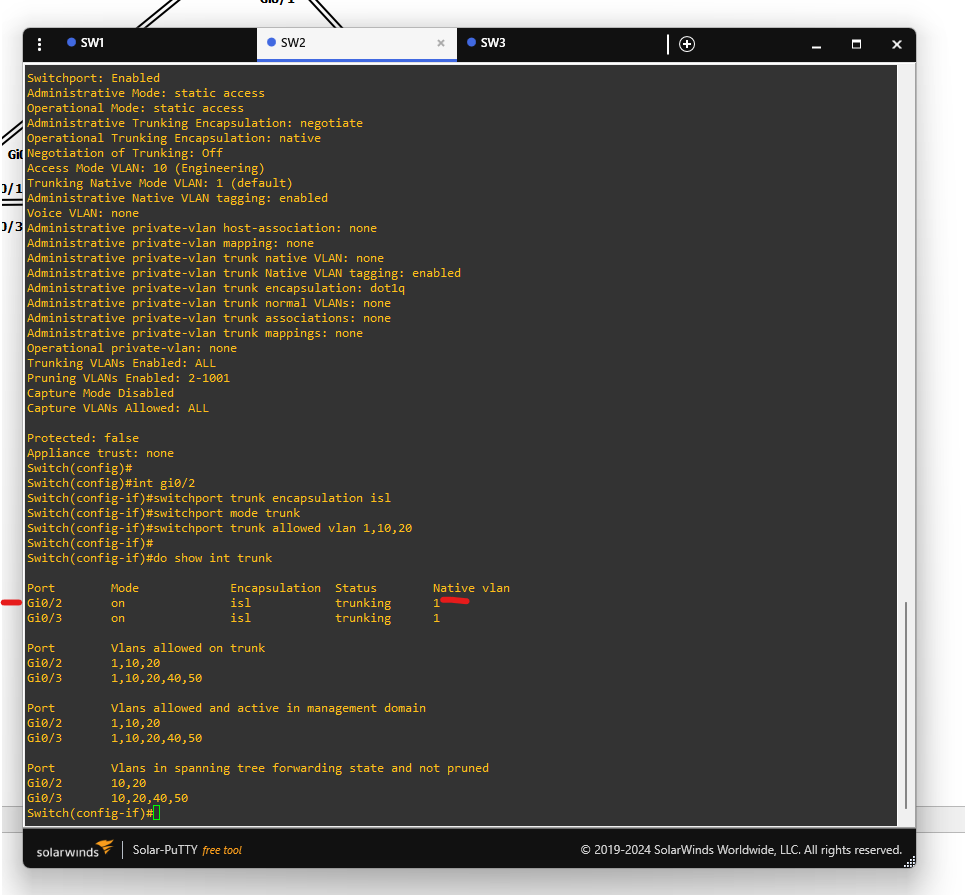 Gi0/1
SW1
SW2
SW3
Switchport: Enabled
Administrative Mode: static access
Operational Mode: static access
Administrative Trunking Encapsulation: negotiate
Operational Trunking Encapsulation: native
Negotiation of Trunking: Off
Access Mode VLAN: 10 (Engineering)
Trunking Native Mode VLAN: 1 (default)
Administrative Native VLAN tagging: enabled
Voice VLAN: none
Administrative private-vlan host-association: none
Administrative private-vlan mapping: none
Administrative private-vlan trunk native VLAN: none
Administrative private-vlan trunk Native VLAN tagging: enabled
Administrative private-vlan trunk encapsulation: dot1q
Administrative private-vlan trunk normal VLANs: none
Administrative private-vlan trunk associations: none
Administrative private-vlan trunk mappings: none
Operational private-vlan: none
Trunking VLANs Enabled: ALL
Pruning VLANs Enabled: 2-1001
Capture Mode Disabled
Capture VLANs Allowed: ALL
Protected: false
Appliance trust: none
Switch(config)#
Switch(config)#int gi0/2
Switch(config-if)#switchport trunk encapsulation isl
Switch(config-if)#switchport mode trunk
Switch(config-if)#switchport trunk allowed vlan 1,10,20
Switch(config-if)#
Switch(config-if)#do show int trunk
Port Mode Encapsulation Status Native vlan
Gi0/2 on isl trunking 1
Gi0/3 on isl trunking 1
Port Vlans allowed on trunk
Gi0/2 1,10,20
Gi0/3 1,10,20,40,50
Port Vlans allowed and active in management domain
Gi0/2 1,10,20
Gi0/3 1,10,20,40,50
Port Vlans in spanning tree forwarding state and not pruned
Gi0/2 10,20
Gi0/3 10,20,40,50
Switch(config-if)#
solarwinds
Solar-PuTTY free tool
© 2019-2024 SolarWinds Worldwide, LLC. All rights reserved.